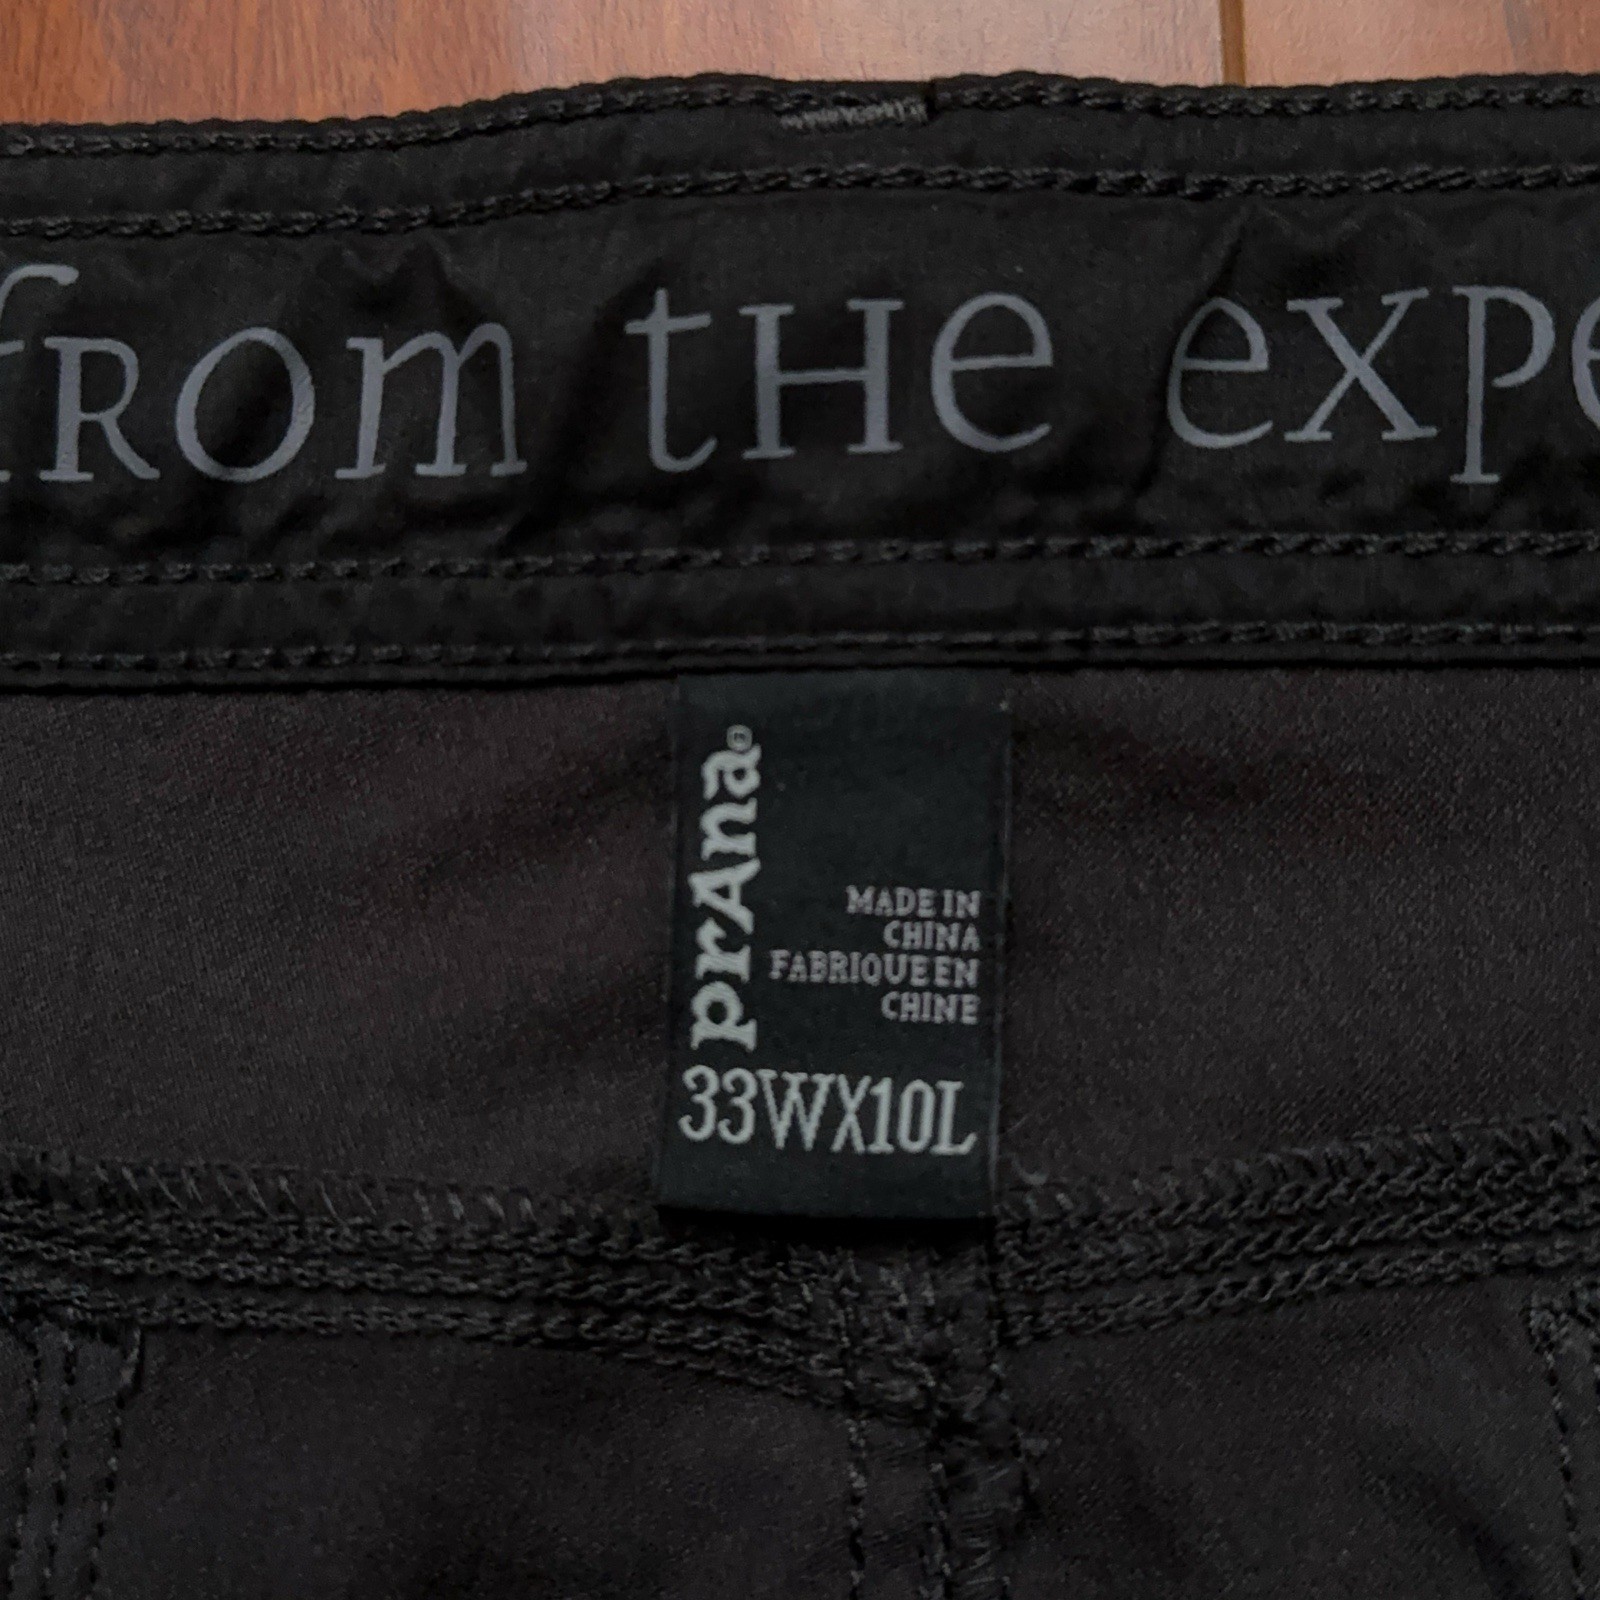 from tHe expe
prAna®
MADE IN
CHINA
FABRIQUE EN
CHINE
33WX10L